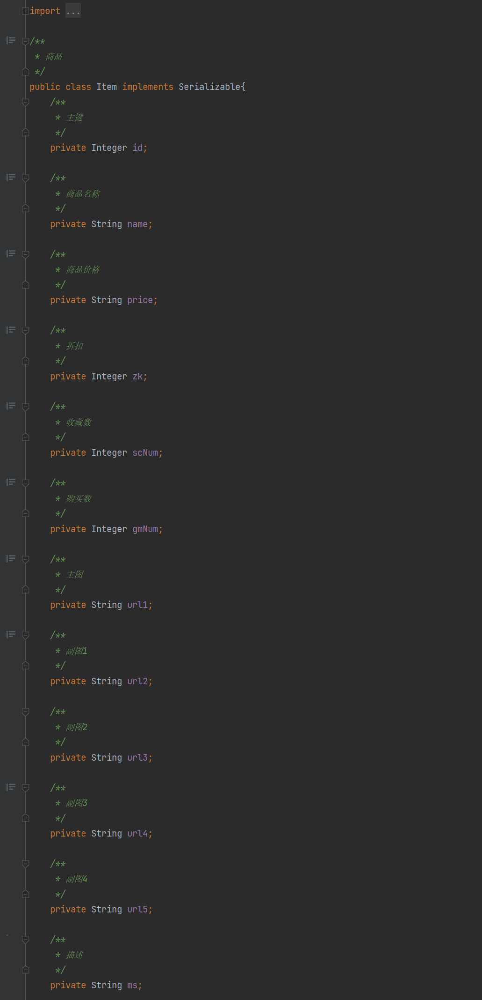 import ...
/**
 * 商品
 */
public class Item implements Serializable{
    /**
     * 主键
     */
    private Integer id;
    /**
     * 商品名称
     */
    private String name;
    /**
     * 商品价格
     */
    private String price;
    /**
     * 折扣
     */
    private Integer zk;
    /**
     * 收藏数
     */
    private Integer scNum;
    /**
     * 购买数
     */
    private Integer gmNum;
    /**
     * 主图
     */
    private String url1;
    /**
     * 副图1
     */
    private String url2;
    /**
     * 副图2
     */
    private String url3;
    /**
     * 副图3
     */
    private String url4;
    /**
     * 副图4
     */
    private String url5;
    /**
     * 描述
     */
    private String ms;